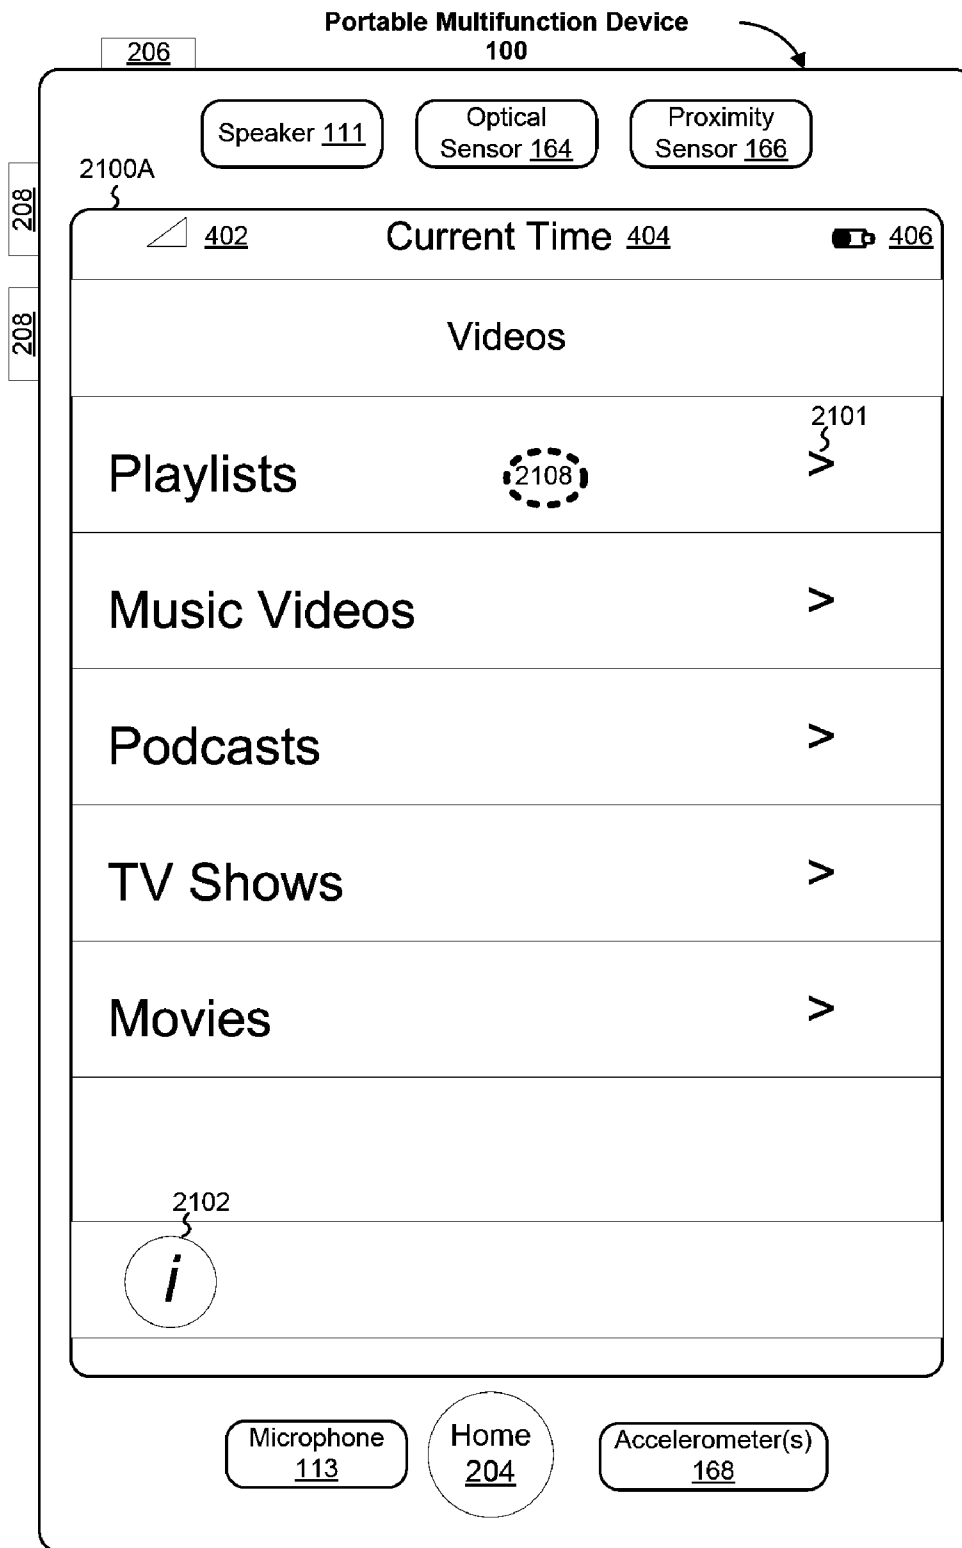 Portable Multifunction Device
100
206
Speaker 111
Optical
Sensor 164
Proximity
Sensor 166
2100A
208
208
402
Current Time 404
406
Videos
Playlists
2108
2101
>
Music Videos
>
Podcasts
>
TV Shows
>
Movies
>
2102
i
Microphone
113
Home
204
Accelerometer(s)
168